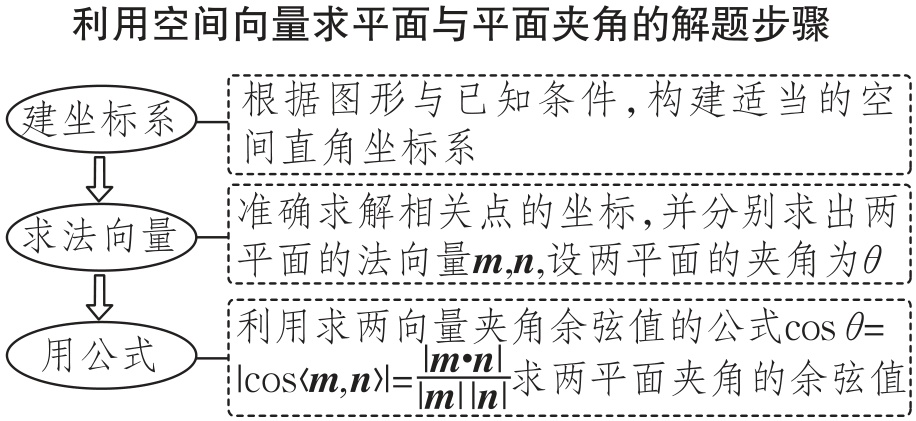 利用空间向量求平面与平面夹角的解题步骤
建坐标系
根据图形与已知条件,构建适当的空
间直角坐标系
求法向量
准确求解相关点的坐标,并分别求出两
平面的法向量m,n,设两平面的夹角为θ
用公式
利用求两向量夹角余弦值的公式cos θ=
|cos⟨m,n⟩|=|m•n|/|m||n|求两平面夹角的余弦值